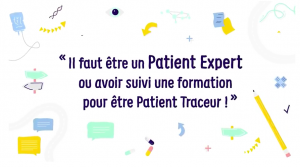 “ Il faut être un Patient Expert
ou avoir suivi une formation
pour être Patient Traceur ! ”